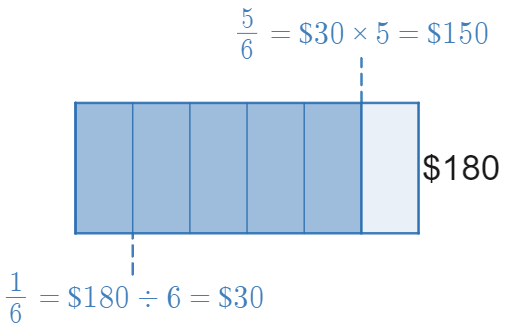 5/6 = $30 × 5 = $150
$180
1/6 = $180 ÷ 6 = $30